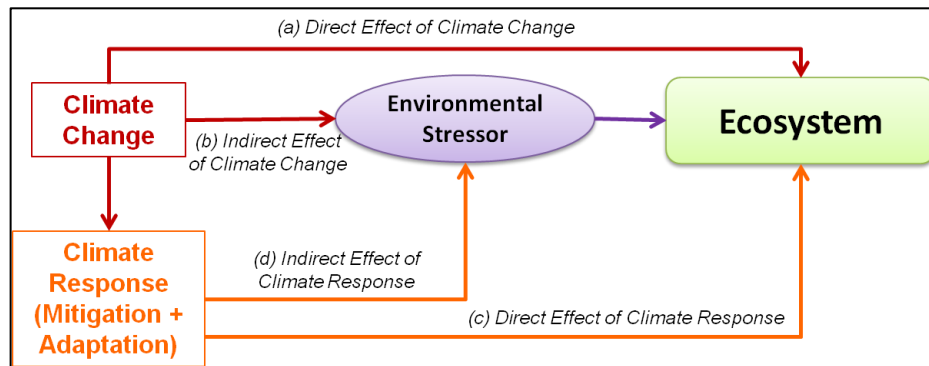 (a) Direct Effect of Climate Change
Climate
Change
Environmental
Stressor
Ecosystem
(b) Indirect Effect
of Climate Change
Climate
Response
(Mitigation +
Adaptation)
(d) Indirect Effect of
Climate Response
(c) Direct Effect of Climate Response